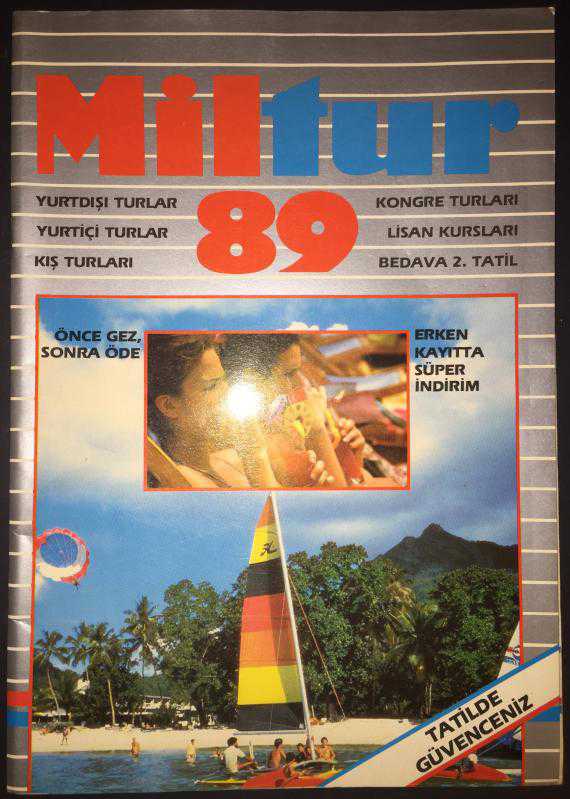 Miltur
89
YURTDIŞI TURLAR
YURTİÇİ TURLAR
KIŞ TURLARI
KONGRE TURLARI
LİSAN KURSLARI
BEDAVA 2. TATİL
ÖNCE GEZ,
SONRA ÖDE
ERKEN
KAYITTA
SÜPER
İNDİRİM
TATİLDE
GÜVENCENİZ